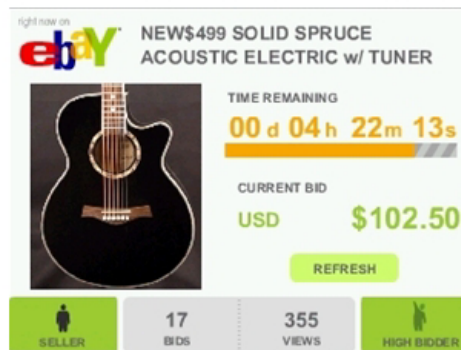 right now on
ebaY
NEW$499 SOLID SPRUCE
ACOUSTIC ELECTRIC w/ TUNER
TIME REMAINING
00 d 04 h 22 m 13 s
CURRENT BID
USD $102.50
REFRESH
17
355
SELLER
BIDS
VIEWS
HIGH BIDDER